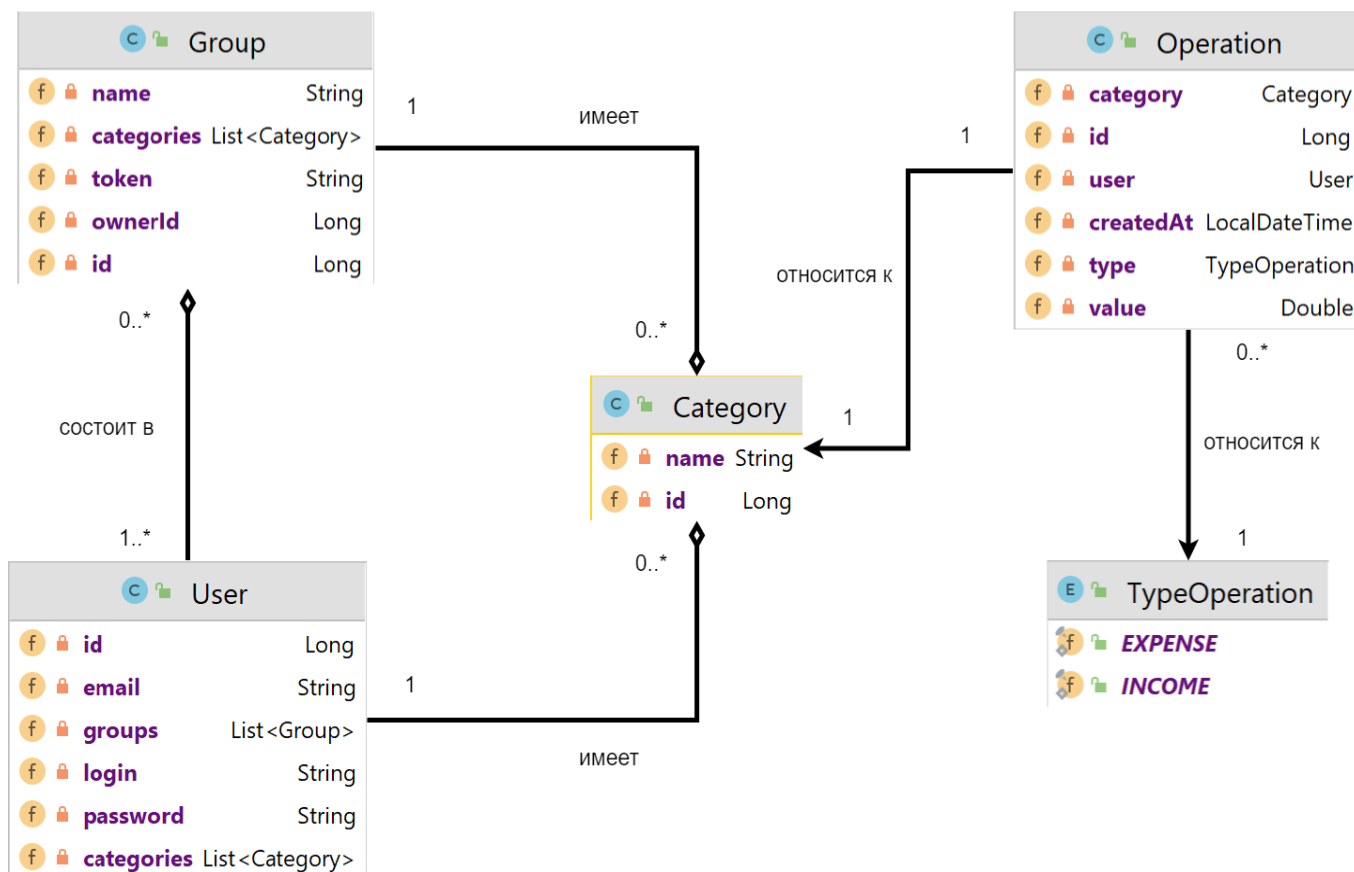 Group
name String
categories List<Category>
token String
ownerId Long
id Long
1
имеет
0..*
0..*
состоит в
1..*
Operation
category Category
id Long
user User
createdAt LocalDateTime
type TypeOperation
value Double
1
относится к
1
0..*
относится к
1
C Category
f name String
f id Long
0..*
User
id Long
email String
groups List<Group>
login String
password String
categories List<Category>
1
имеет
E TypeOperation
EXPENSE
INCOME